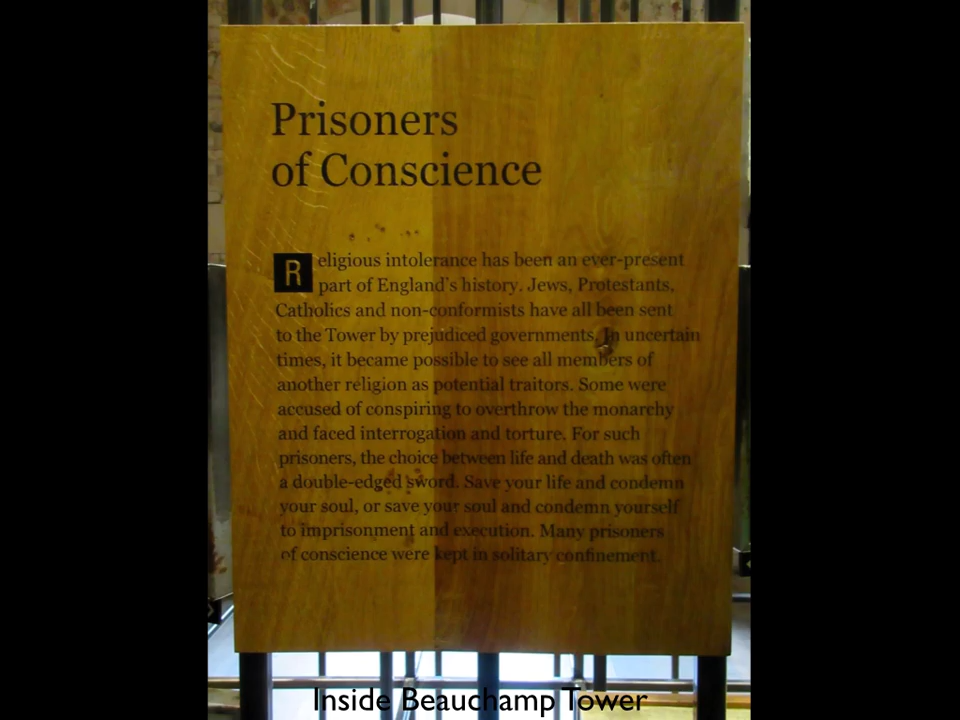 Prisoners
of Conscience
Religious intolerance has been an ever-present
part of England's history. Jews, Protestants,
Catholics and non-conformists have all been sent
to the Tower by prejudiced governments. In uncertain
times, it became possible to see all members of
another religion as potential traitors. Some were
accused of conspiring to overthrow the monarchy
and faced interrogation and torture. For such
prisoners, the choice between life and death was often
a double-edged sword. Save your life and condemn
your soul, or save your soul and condemn yourself
to imprisonment and execution. Many prisoners
of conscience were kept in solitary confinement.
Inside Beauchamp Tower